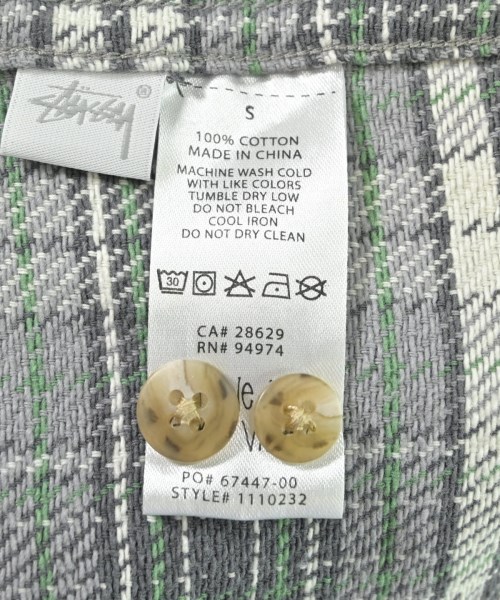 Stüssy
®
S
100% COTTON
MADE IN CHINA
MACHINE WASH COLD
WITH LIKE COLORS
TUMBLE DRY LOW
DO NOT BLEACH
COOL IRON
DO NOT DRY CLEAN
30
CA# 28629
RN# 94974
PO# 67447-00
STYLE# 1110232